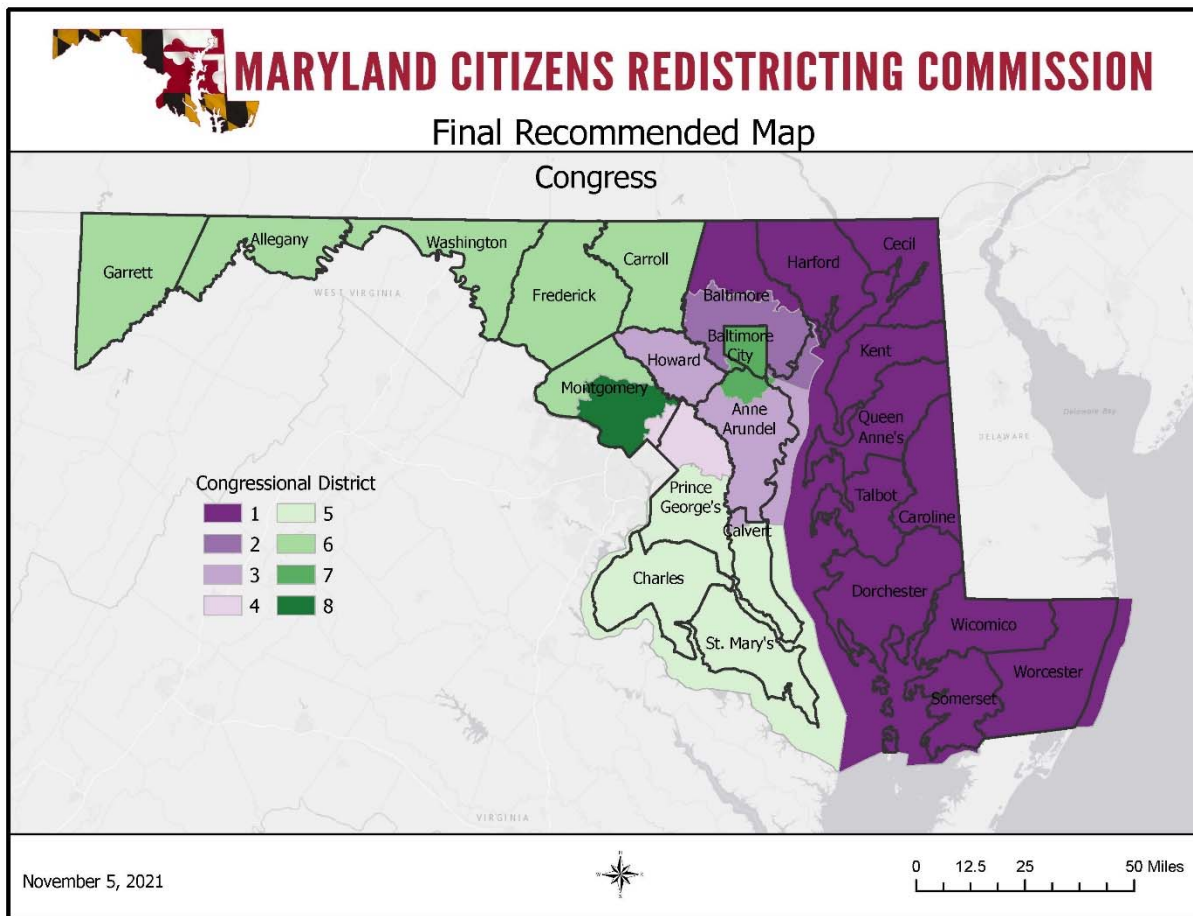 MARYLAND CITIZENS REDISTRICTING COMMISSION
Final Recommended Map
Congress
Garrett
Allegany
Washington
Frederick
Carroll
Baltimore
Harford
Cecil
Baltimore
City
Howard
Montgomery
Kent
Anne
Arundel
Queen
Anne's
Talbot
Caroline
Prince
George's
Calvert
Charles
St. Mary's
Dorchester
Wicomico
Worcester
Somerset
WEST VIRGINIA
DELAWARE
Delaware Bay
VIRGINIA
Congressional District
1 5
2 6
3 7
4 8
November 5, 2021
N
W E
S
0 12.5 25 50 Miles